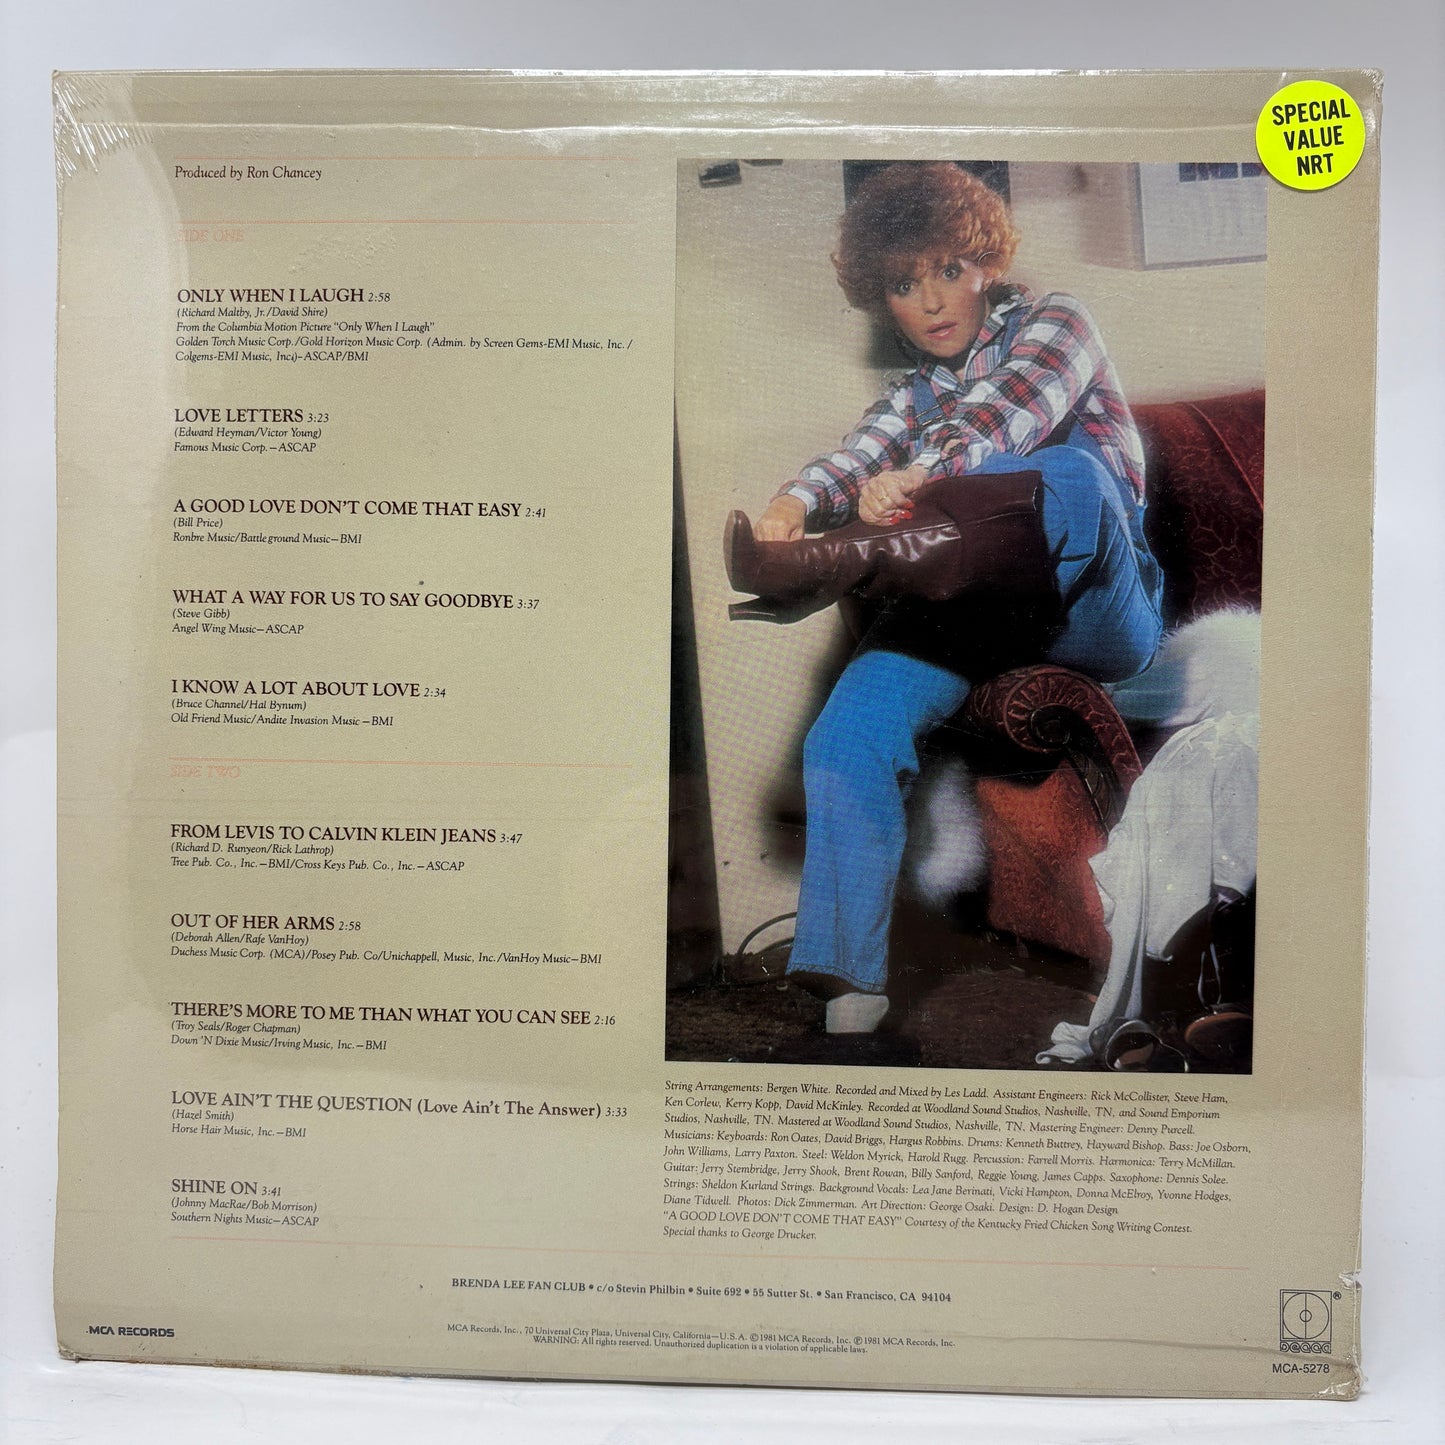 SPECIAL
VALUE
NRT
Produced by Ron Chancey
SIDE ONE
ONLY WHEN I LAUGH 2:58
(Richard Maltby, Jr./David Shire)
From the Columbia Motion Picture "Only When I Laugh"
Golden Torch Music Corp./Gold Horizon Music Corp. (Admin. by Screen Gems-EMI Music, Inc./
Colgems-EMI Music, Inc.)-ASCAP/BMI
LOVE LETTERS 3:23
(Edward Heyman/Victor Young)
Famous Music Corp.—ASCAP
A GOOD LOVE DON'T COME THAT EASY 2:41
(Bill Price)
Ronbre Music/Battleground Music—BMI
WHAT A WAY FOR US TO SAY GOODBYE 3:37
(Steve Gibb)
Angel Wing Music—ASCAP
I KNOW A LOT ABOUT LOVE 2:34
(Bruce Channel/Hal Bynum)
Old Friend Music/Andite Invasion Music—BMI
SIDE TWO
FROM LEVIS TO CALVIN KLEIN JEANS 3:47
(Richard D. Runyeon/Rick Lathrop)
Tree Pub. Co., Inc.—BMI/Cross Keys Pub. Co., Inc.—ASCAP
OUT OF HER ARMS 2:58
(Deborah Allen/Rafe VanHoy)
Duchess Music Corp. (MCA)/Posey Pub. Co/Unichappell, Music, Inc./VanHoy Music—BMI
THERE'S MORE TO ME THAN WHAT YOU CAN SEE 2:16
(Troy Seals/Roger Chapman)
Down 'N Dixie Music/Irving Music, Inc.—BMI
LOVE AIN'T THE QUESTION (Love Ain't The Answer) 3:33
(Hazel Smith)
Horse Hair Music, Inc.—BMI
SHINE ON 3:41
(Johnny MacRae/Bob Morrison)
Southern Nights Music—ASCAP
String Arrangements: Bergen White. Recorded and Mixed by Les Ladd. Assistant Engineers: Rick McCollister, Steve Ham,
Ken Corlew, Kerry Kopp, David McKinley. Recorded at Woodland Sound Studios, Nashville, TN, and Sound Emporium
Studios, Nashville, TN. Mastered at Woodland Sound Studios, Nashville, TN. Mastering Engineer: Denny Purcell.
Musicians: Keyboards: Ron Oates, David Briggs, Hargus Robbins. Drums: Kenneth Buttrey, Hayward Bishop. Bass: Joe Osborn,
John Williams, Larry Paxton. Steel: Weldon Myrick, Harold Rugg. Percussion: Farrell Morris. Harmonica: Terry McMillan.
Guitar: Jerry Stembridge, Jerry Shook, Brent Rowan, Billy Sanford, Reggie Young, James Capps. Saxophone: Dennis Solee.
Strings: Sheldon Kurland Strings. Background Vocals: Lea Jane Berinati, Vicki Hampton, Donna McElroy, Yvonne Hodges,
Diane Tidwell. Photos: Dick Zimmerman. Art Direction: George Osaki. Design: D. Hogan Design
"A GOOD LOVE DON'T COME THAT EASY" Courtesy of the Kentucky Fried Chicken Song Writing Contest.
Special thanks to George Drucker.
BRENDA LEE FAN CLUB • c/o Stevin Philbin • Suite 692 • 55 Sutter St. • San Francisco, CA 94104
MCA RECORDS
MCA Records, Inc., 70 Universal City Plaza, Universal City, California—U.S.A. ©1981 MCA Records, Inc. ℗1981 MCA Records, Inc.
WARNING: All rights reserved. Unauthorized duplication is a violation of applicable laws.
®
DECCA
MCA-5278